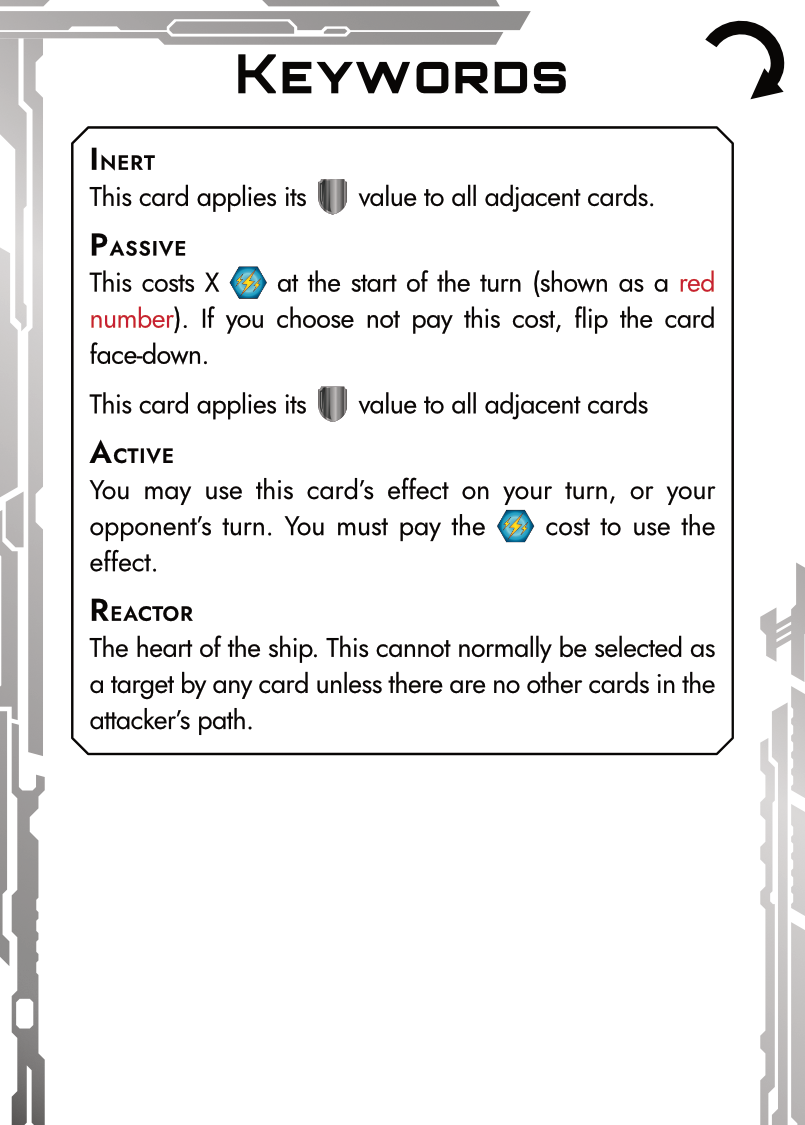 KEYWORDS
INERT
This card applies its value to all adjacent cards.
PASSIVE
This costs X at the start of the turn (shown as a red
number). If you choose not pay this cost, flip the card
face-down.
This card applies its value to all adjacent cards
ACTIVE
You may use this card's effect on your turn, or your
opponent's turn. You must pay the cost to use the
effect.
REACTOR
The heart of the ship. This cannot normally be selected as
a target by any card unless there are no other cards in the
attacker's path.